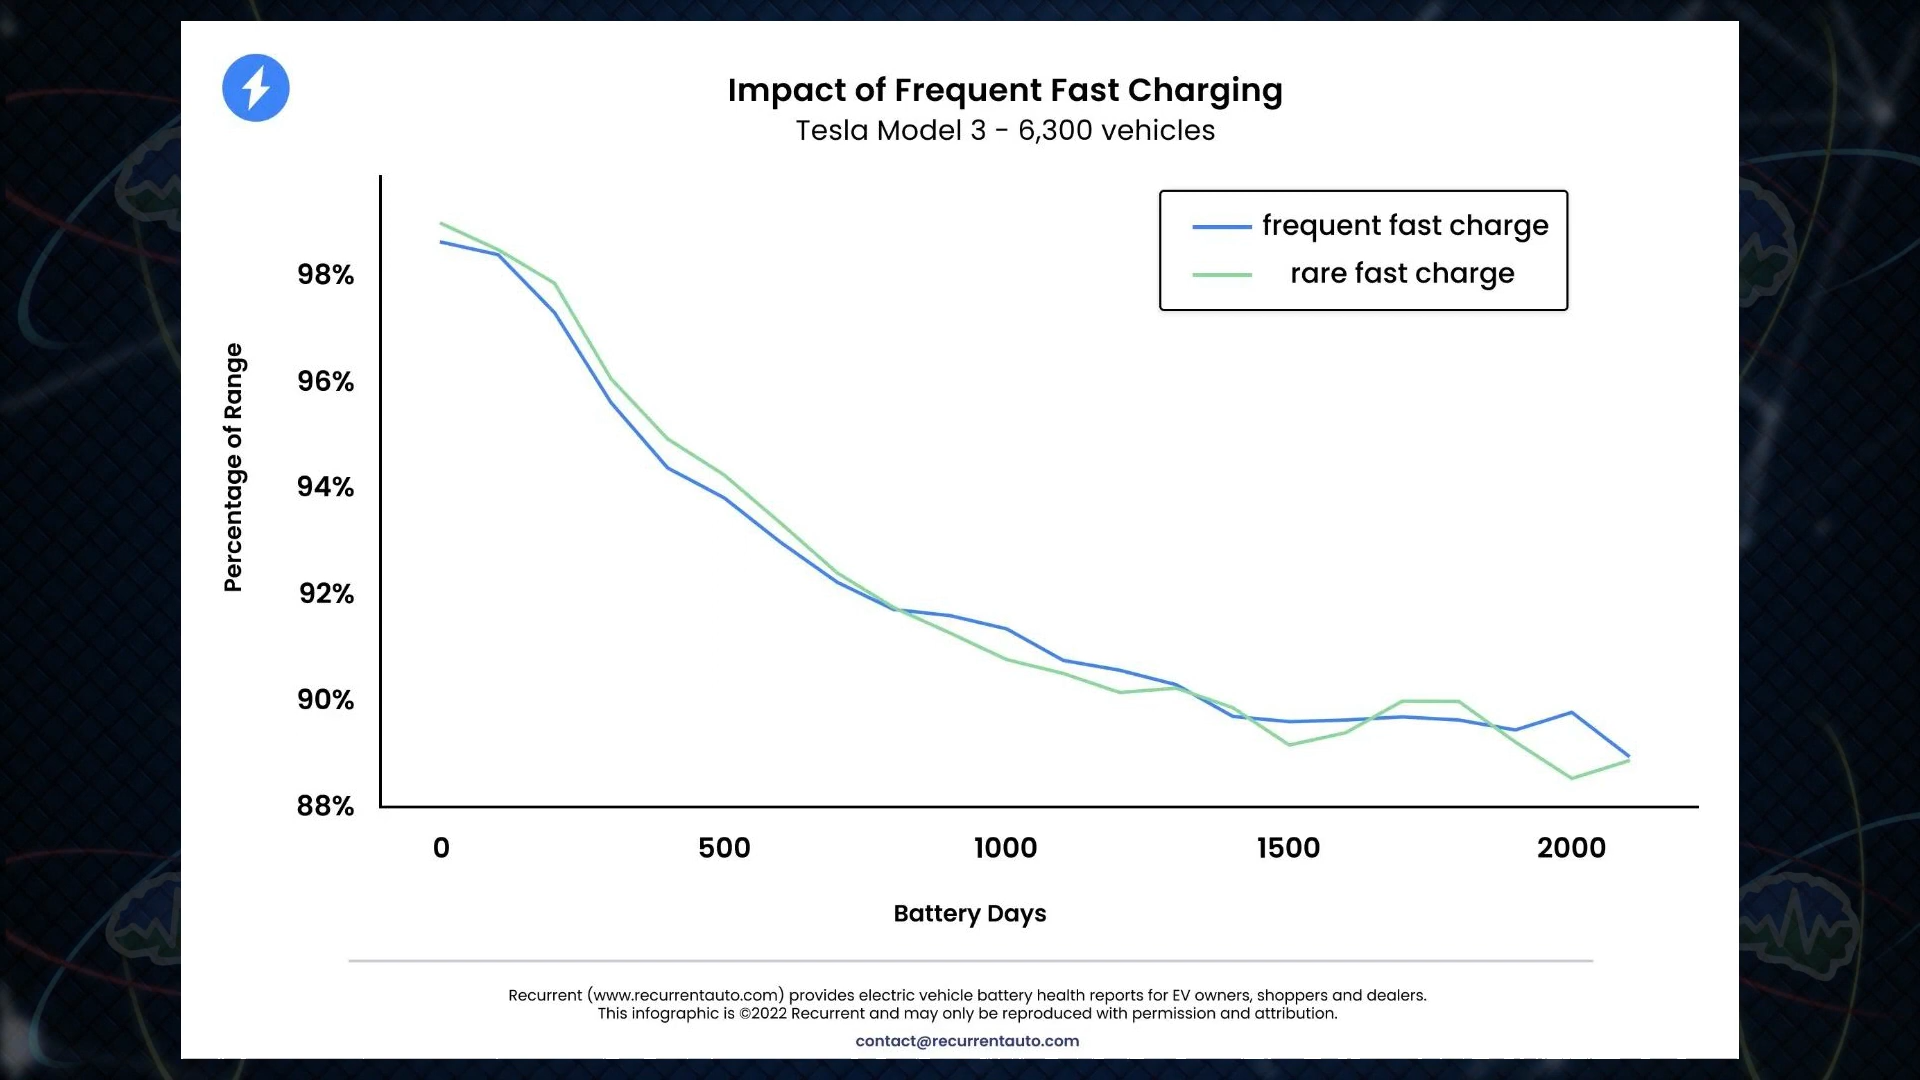 Impact of Frequent Fast Charging
Tesla Model 3 - 6,300 vehicles
frequent fast charge
rare fast charge
Percentage of Range
98%
96%
94%
92%
90%
88%
0 500 1000 1500 2000
Battery Days
Recurrent (www.recurrentauto.com) provides electric vehicle battery health reports for EV owners, shoppers and dealers.
This infographic is ©2022 Recurrent and may only be reproduced with permission and attribution.
contact@recurrentauto.com